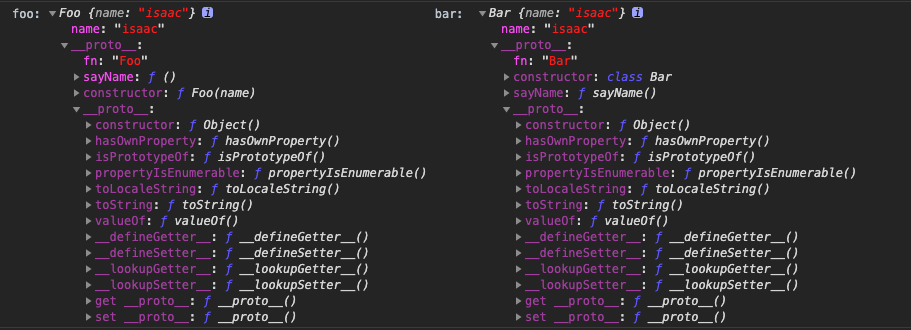 foo: ▼Foo {name: "isaac"} i
name: "isaac"
▼__proto__:
fn: "Foo"
▶sayName: ƒ ()
▶constructor: ƒ Foo(name)
▼__proto__:
▶constructor: ƒ Object()
▶hasOwnProperty: ƒ hasOwnProperty()
▶isPrototypeOf: ƒ isPrototypeOf()
▶propertyIsEnumerable: ƒ propertyIsEnumerable()
▶toLocaleString: ƒ toLocaleString()
▶toString: ƒ toString()
▶valueOf: ƒ valueOf()
▶__defineGetter__: ƒ __defineGetter__()
▶__defineSetter__: ƒ __defineSetter__()
▶__lookupGetter__: ƒ __lookupGetter__()
▶__lookupSetter__: ƒ __lookupSetter__()
▶get __proto__: ƒ __proto__()
▶set __proto__: ƒ __proto__()
bar: ▼Bar {name: "isaac"} i
name: "isaac"
▼__proto__:
fn: "Bar"
▶constructor: class Bar
▶sayName: ƒ sayName()
▼__proto__:
▶constructor: ƒ Object()
▶hasOwnProperty: ƒ hasOwnProperty()
▶isPrototypeOf: ƒ isPrototypeOf()
▶propertyIsEnumerable: ƒ propertyIsEnumerable()
▶toLocaleString: ƒ toLocaleString()
▶toString: ƒ toString()
▶valueOf: ƒ valueOf()
▶__defineGetter__: ƒ __defineGetter__()
▶__defineSetter__: ƒ __defineSetter__()
▶__lookupGetter__: ƒ __lookupGetter__()
▶__lookupSetter__: ƒ __lookupSetter__()
▶get __proto__: ƒ __proto__()
▶set __proto__: ƒ __proto__()